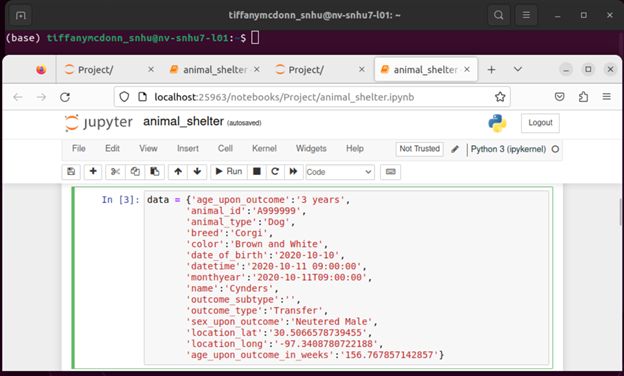 tiffanymcdonn_snhu@nv-snhu7-l01: ~
(base) tiffanymcdonn_snhu@nv-snhu7-l01:~$
Project/ animal_shelter Project/ animal_shelter
localhost:25963/notebooks/Project/animal_shelter.ipynb
jupyter animal_shelter (autosaved) Logout
File Edit View Insert Cell Kernel Widgets Help Not Trusted Python 3 (ipykernel)
Run Code
In [3]: data = {'age_upon_outcome':'3 years',
'animal_id':'A999999',
'animal_type':'Dog',
'breed':'Corgi',
'color':'Brown and White',
'date_of_birth':'2020-10-10',
'datetime':'2020-10-11 09:00:00',
'monthyear':'2020-10-11T09:00:00',
'name':'Cynders',
'outcome_subtype':'',
'outcome_type':'Transfer',
'sex_upon_outcome':'Neutered Male',
'location_lat':'30.5066578739455',
'location_long':'-97.3408780722188',
'age_upon_outcome_in_weeks':'156.767857142857'}